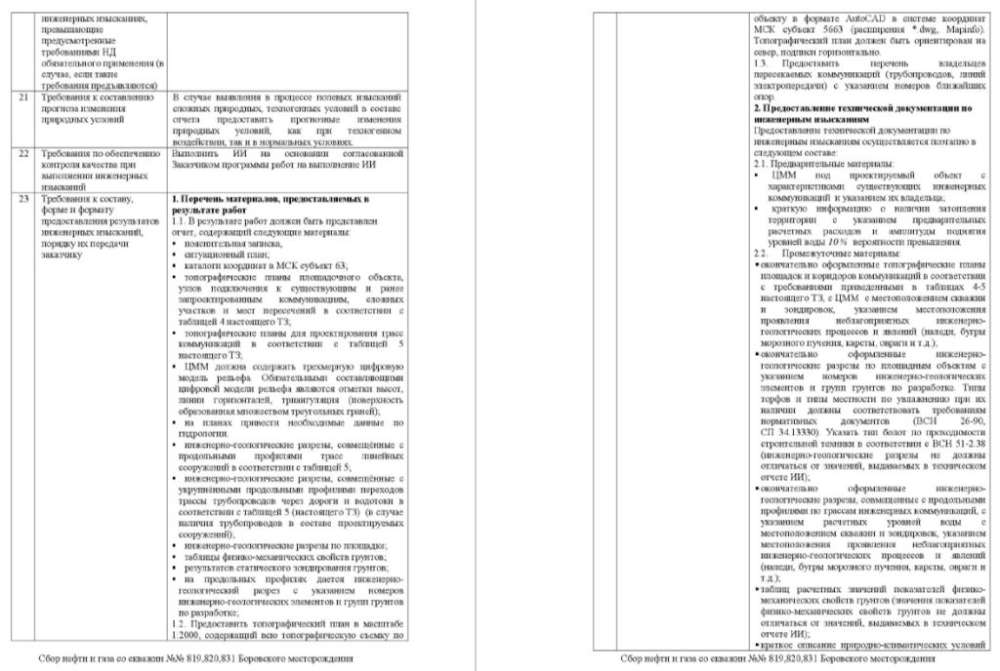 инженерных изысканиях,
превышающие
предусмотренные
требованиями НД
обязательного применения (в
случае, если такие
требования предъявляются)
21 Требования к составлению
прогноза изменения
природных условий
В случае выявления в процессе полевых изысканий
сложных природных, техногенных условий в составе
отчета предоставить прогнозные изменения
природных условий, как при техногенном
воздействии, так и в нормальных условиях.
22 Требования по обеспечению
контроля качества при
выполнении инженерных
изысканий
Выполнить ИИ на основании согласованной
Заказчиком программы работ на выполнение ИИ
23 Требования к составу,
форме и формату
предоставления результатов
инженерных изысканий,
порядку их передачи
заказчику
1. Перечень материалов, предоставляемых в
результате работ
1.1. В результате работ должен быть представлен
отчет, содержащий следующие материалы:
▪ пояснительная записка,
▪ ситуационный план;
▪ каталоги координат в МСК субъект 63;
▪ топографические планы площадочного объекта,
узлов подключения к существующим и ранее
запроектированным коммуникациям, сложных
участков и мест пересечений в соответствии с
таблицей 4 настоящего ТЗ;
▪ топографические планы для проектирования трасс
коммуникаций в соответствии с таблицей 5
настоящего ТЗ;
▪ ЦММ должна содержать трехмерную цифровую
модель рельефа. Обязательными составляющими
цифровой модели рельефа являются отметки высот,
линии горизонталей, триангуляция (поверхность
образованная множеством треугольных граней);
▪ на планах привести необходимые данные по
гидрологии.
▪ инженерно-геологические разрезы, совмещённые с
продольными профилями трасс линейных
сооружений в соответствии с таблицей 5;
▪ инженерно-геологические разрезы, совмещённые с
укрупнёнными продольными профилями переходов
трассы трубопроводов через дороги и водотоки в
соответствии с таблицей 5 (настоящего ТЗ) (в случае
наличия трубопроводов в составе проектируемых
сооружений);
▪ инженерно-геологические разрезы по площадке;
▪ таблицы физико-механических свойств грунтов;
▪ результатов статического зондирования грунтов;
▪ на продольных профилях дается инженерно-
геологический разрез с указанием номеров
инженерно-геологических элементов и групп грунтов
по разработке;
1.2. Предоставить топографический план в масштабе
1:2000, содержащий всю топографическую съемку по
Сбор нефти и газа со скважин №№ 819,820,831 Боровского месторождения
объекту в формате AutoCAD в системе координат
МСК субъект 5663 (расширения *.dwg, Mapinfo).
Топографический план должен быть ориентирован на
север, подписи горизонтально.
1.3. Предоставить перечень владельцев
пересекаемых коммуникаций (трубопроводов, линий
электропередачи) с указанием номеров ближайших
опор.
2. Предоставление технической документации по
инженерным изысканиям
Предоставление технической документации по
инженерным изысканиям осуществляется поэтапно в
следующем составе:
2.1. Предварительные материалы:
▪ ЦММ под проектируемый объект с
характеристиками существующих инженерных
коммуникаций и указанием их владельца;
▪ краткую информацию о наличии затопления
территории с указанием предварительных
расчетных расходов и амплитуды поднятия
уровней воды 10% вероятности превышения.
2.2. Промежуточные материалы:
▪ окончательно оформленные топографические планы
площадок и коридоров коммуникаций в соответствии
с требованиями приведенными в таблицах 4-5
настоящего ТЗ, с ЦММ с местоположением скважин
и зондировок, указанием местоположения
проявления неблагоприятных инженерно-
геологических процессов и явлений (наледи, бугры
морозного пучения, карсты, овраги и т.д.);
▪ окончательно оформленные инженерно-
геологические разрезы по площадным объектам с
указанием номеров инженерно-геологических
элементов и групп грунтов по разработке. Типы
торфов и типы местности по увлажнению при их
наличии должны соответствовать требованиям
нормативных документов (ВСН 26-90,
СП 34.13330). Указать тип болот по проходимости
строительной техники в соответствии с ВСН 51-2.38
(инженерно-геологические разрезы не должны
отличаться от значений, выдаваемых в техническом
отчете ИИ);
▪ окончательно оформленные инженерно-
геологические разрезы, совмещенные с продольными
профилями по трассам инженерных коммуникаций, с
указанием расчетных уровней воды с
местоположением скважин и зондировок, указанием
местоположения проявления неблагоприятных
инженерно-геологических процессов и явлений
(наледи, бугры морозного пучения, карсты, овраги и
т.д.);
▪ таблиц расчетных значений показателей физико-
механических свойств грунтов (значения показателей
физико-механических свойств грунтов не должны
отличаться от значений, выдаваемых в техническом
отчете ИИ);
▪ краткое описание природно-климатических условий
Сбор нефти и газа со скважин №№ 819,820,831 Боровского месторождения